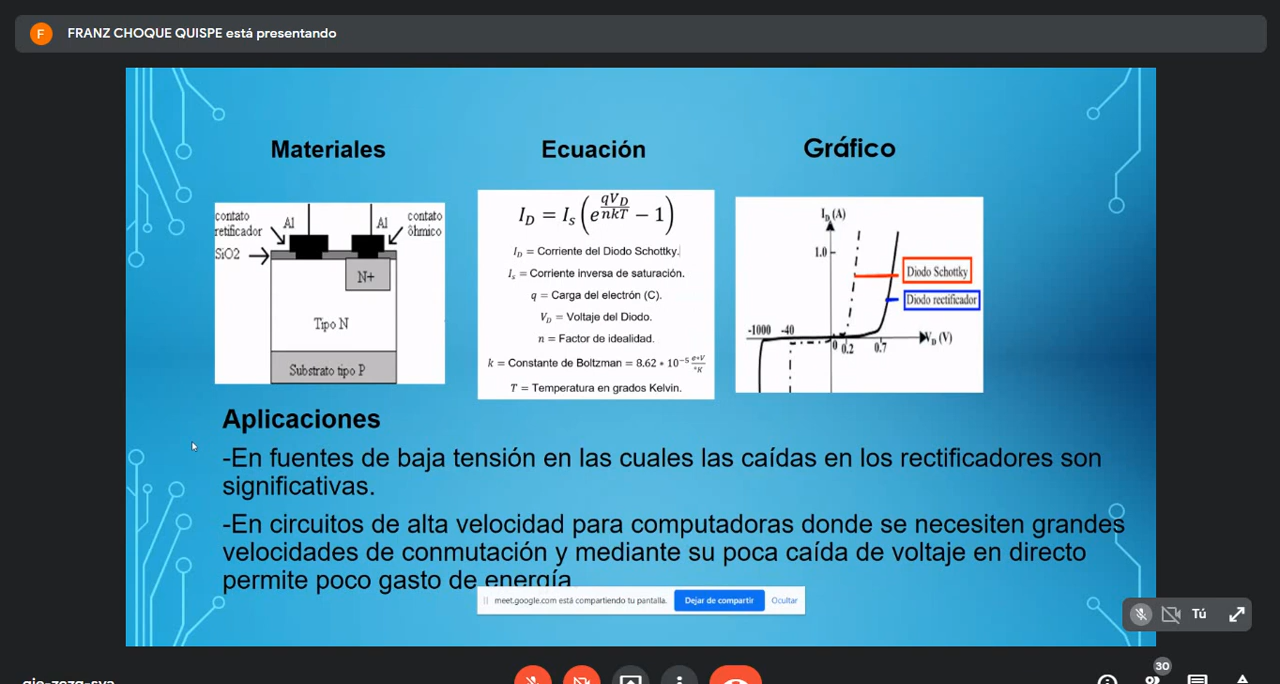 F FRANZ CHOQUE QUISPE está presentando
Materiales
Ecuación
Gráfico
contato
retificador
Al
Al
contato
ôhmico
SiO2
N+
Tipo N
Substrato tipo P
I_D = I_s (e^{qV_D/nkT} − 1)
I_D = Corriente del Diodo Schottky.
I_s = Corriente inversa de saturación.
q = Carga del electrón (C).
V_D = Voltaje del Diodo.
n = Factor de idealidad.
k = Constante de Boltzman = 8.62 * 10^{−5} e*V/°K
T = Temperatura en grados Kelvin.
I_D (A)
1.0
Diodo Schottky
Diodo rectificador
-1000 -40
0 0.2 0.7
V_D (V)
Aplicaciones
-En fuentes de baja tensión en las cuales las caídas en los rectificadores son
significativas.
-En circuitos de alta velocidad para computadoras donde se necesiten grandes
velocidades de conmutación y mediante su poca caída de voltaje en directo
permite poco gasto de energía
meet.google.com está compartiendo tu pantalla. Dejar de compartir Ocultar
Tú
30